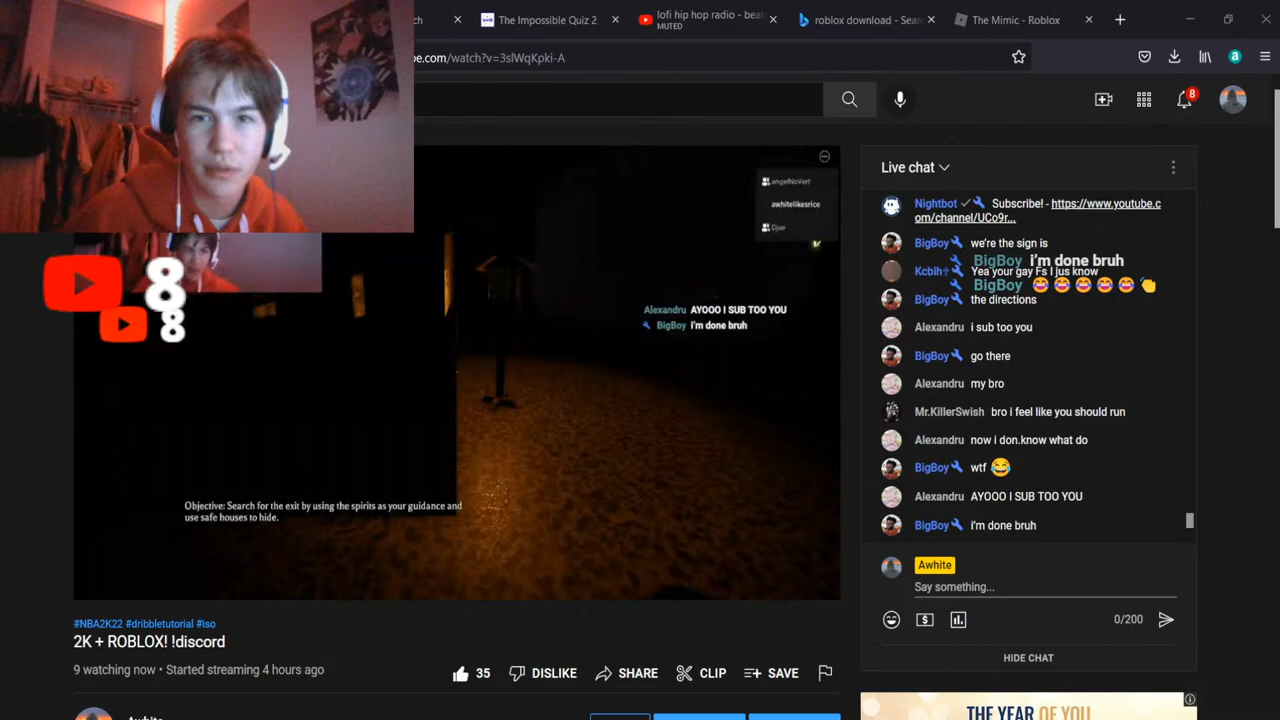 ch
The Impossible Quiz 2
lofi hip hop radio - beats
MUTED
roblox download - Sear
The Mimic - Roblox
be.com/watch?v=3slWqKpki-A
a
8
Live chat
Nightbot Subscribe! - https://www.youtube.c
om/channel/UCo9r...
BigBoy we're the sign is
BigBoy i'm done bruh
Kcbih Yea your gay Fs I jus know
BigBoy
BigBoy the directions
Alexandru i sub too you
BigBoy go there
Alexandru my bro
Mr.KillerSwish bro i feel like you should run
Alexandru now i don.know what do
BigBoy wtf
Alexandru AYOOO I SUB TOO YOU
BigBoy i'm done bruh
Awhite
Say something...
0/200
HIDE CHAT
angelNoVert
awhitelikesrice
Djap
8
8
Alexandru AYOOO I SUB TOO YOU
BigBoy i'm done bruh
Objective: Search for the exit by using the spirits as your guidance and
use safe houses to hide.
#NBA2K22 #dribbletutorial #iso
2K + ROBLOX! !discord
9 watching now • Started streaming 4 hours ago
35 DISLIKE SHARE CLIP SAVE
Awhite
THE YEAR OF YOU